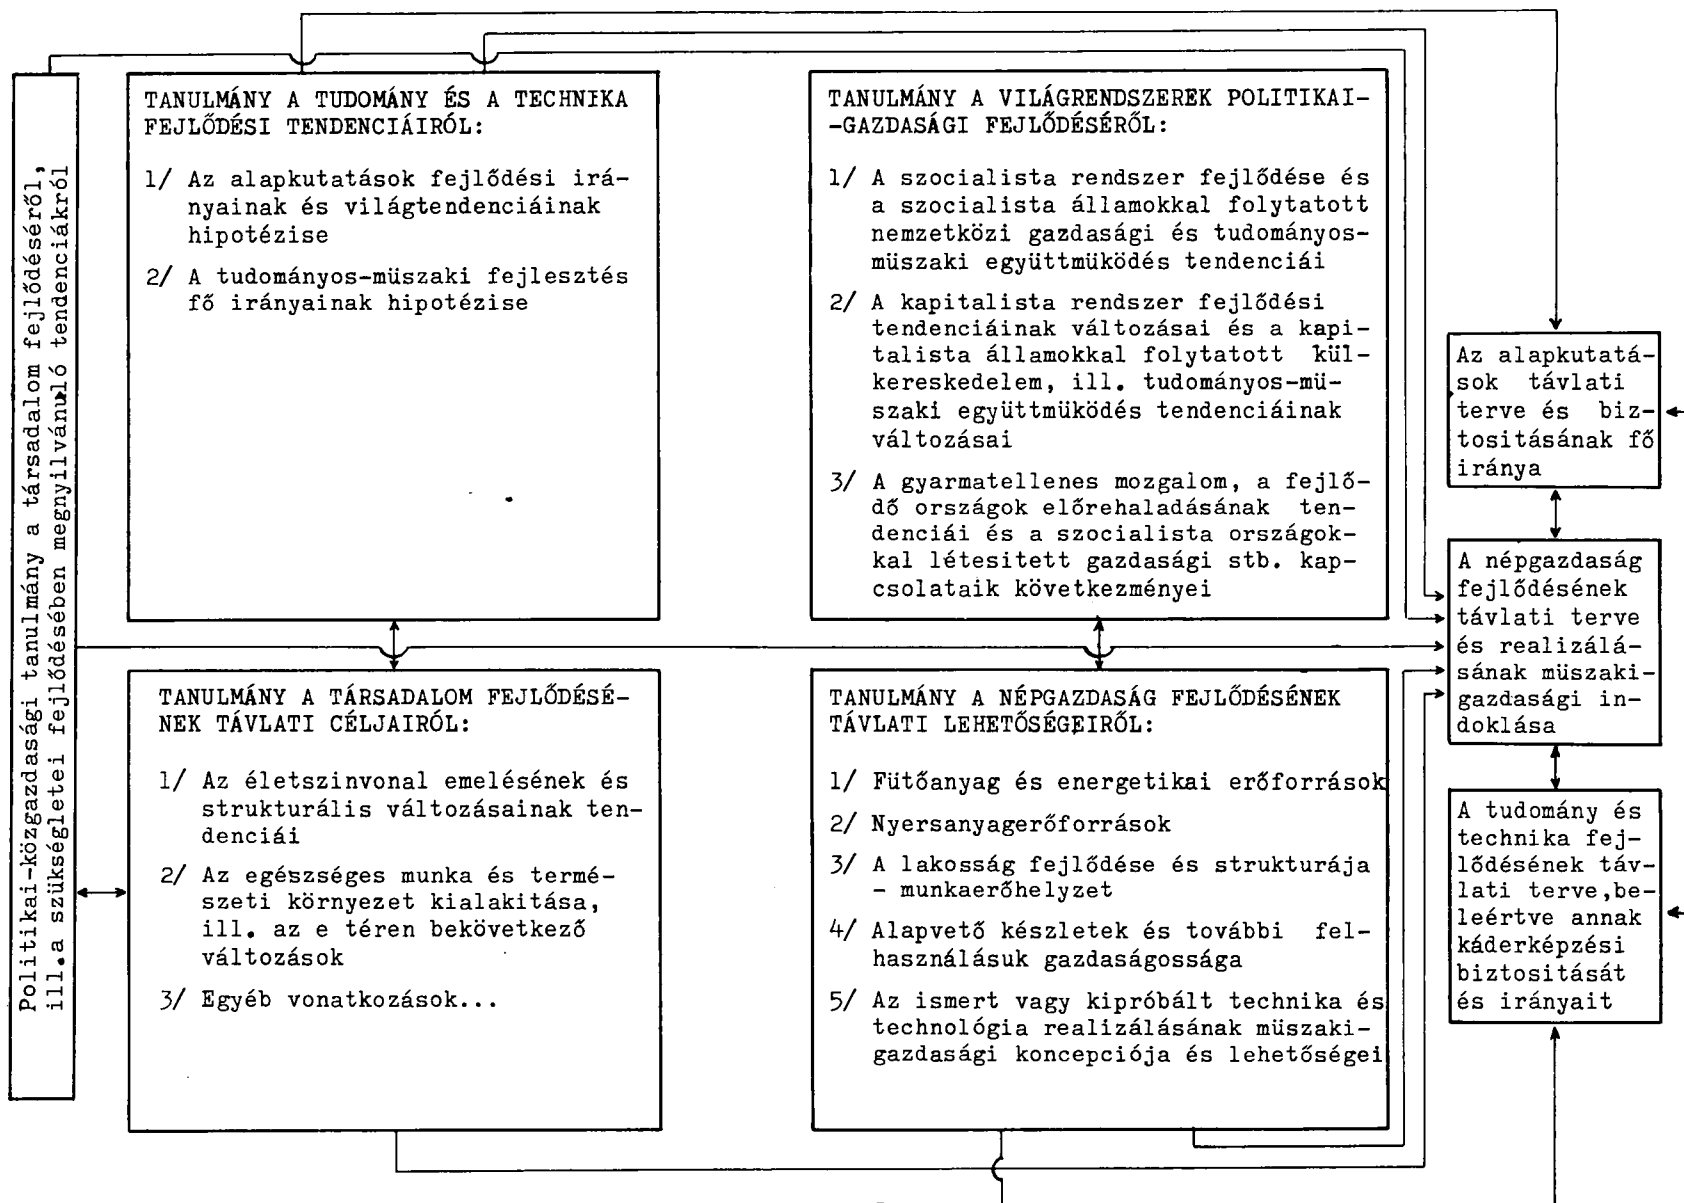 Politikai-közgazdasági tanulmány a társadalom fejlődéséről,
ill.a szükségletei fejlődésében megnyilvánuló tendenciákról
TANULMÁNY A TUDOMÁNY ÉS A TECHNIKA
FEJLŐDÉSI TENDENCIÁIRÓL:
1/ Az alapkutatások fejlődési irá-
nyainak és világtendenciáinak
hipotézise
2/ A tudományos-müszaki fejlesztés
fő irányainak hipotézise
TANULMÁNY A VILÁGRENDSZEREK POLITIKAI-
-GAZDASÁGI FEJLŐDÉSÉRŐL:
1/ A szocialista rendszer fejlődése és
a szocialista államokkal folytatott
nemzetközi gazdasági és tudományos-
müszaki együttmüködés tendenciái
2/ A kapitalista rendszer fejlődési
tendenciáinak változásai és a kapi-
talista államokkal folytatott kül-
kereskedelem, ill. tudományos-mü-
szaki együttmüködés tendenciáinak
változásai
3/ A gyarmatellenes mozgalom, a fejlő-
dő országok előrehaladásának ten-
denciái és a szocialista országok-
kal létesitett gazdasági stb. kap-
csolataik következményei
TANULMÁNY A TÁRSADALOM FEJLŐDÉSÉ-
NEK TÁVLATI CÉLJAIRÓL:
1/ Az életszinvonal emelésének és
strukturális változásainak ten-
denciái
2/ Az egészséges munka és termé-
szeti környezet kialakitása,
ill. az e téren bekövetkező
változások
3/ Egyéb vonatkozások...
TANULMÁNY A NÉPGAZDASÁG FEJLŐDÉSÉNEK
TÁVLATI LEHETŐSÉGEIRŐL:
1/ Fütőanyag és energetikai erőforrások
2/ Nyersanyagerőforrások
3/ A lakosság fejlődése és strukturája
- munkaerőhelyzet
4/ Alapvető készletek és további fel-
használásuk gazdaságossága
5/ Az ismert vagy kipróbált technika és
technológia realizálásának müszaki-
gazdasági koncepciója és lehetőségei
Az alapkutatá-
sok távlati
terve és biz-
tositásának fő
iránya
A népgazdaság
fejlődésének
távlati terve
és realizálá-
sának müszaki-
gazdasági in-
doklása
A tudomány és
technika fej-
lődésének táv-
lati terve,be-
leértve annak
káderképzési
biztositását
és irányait